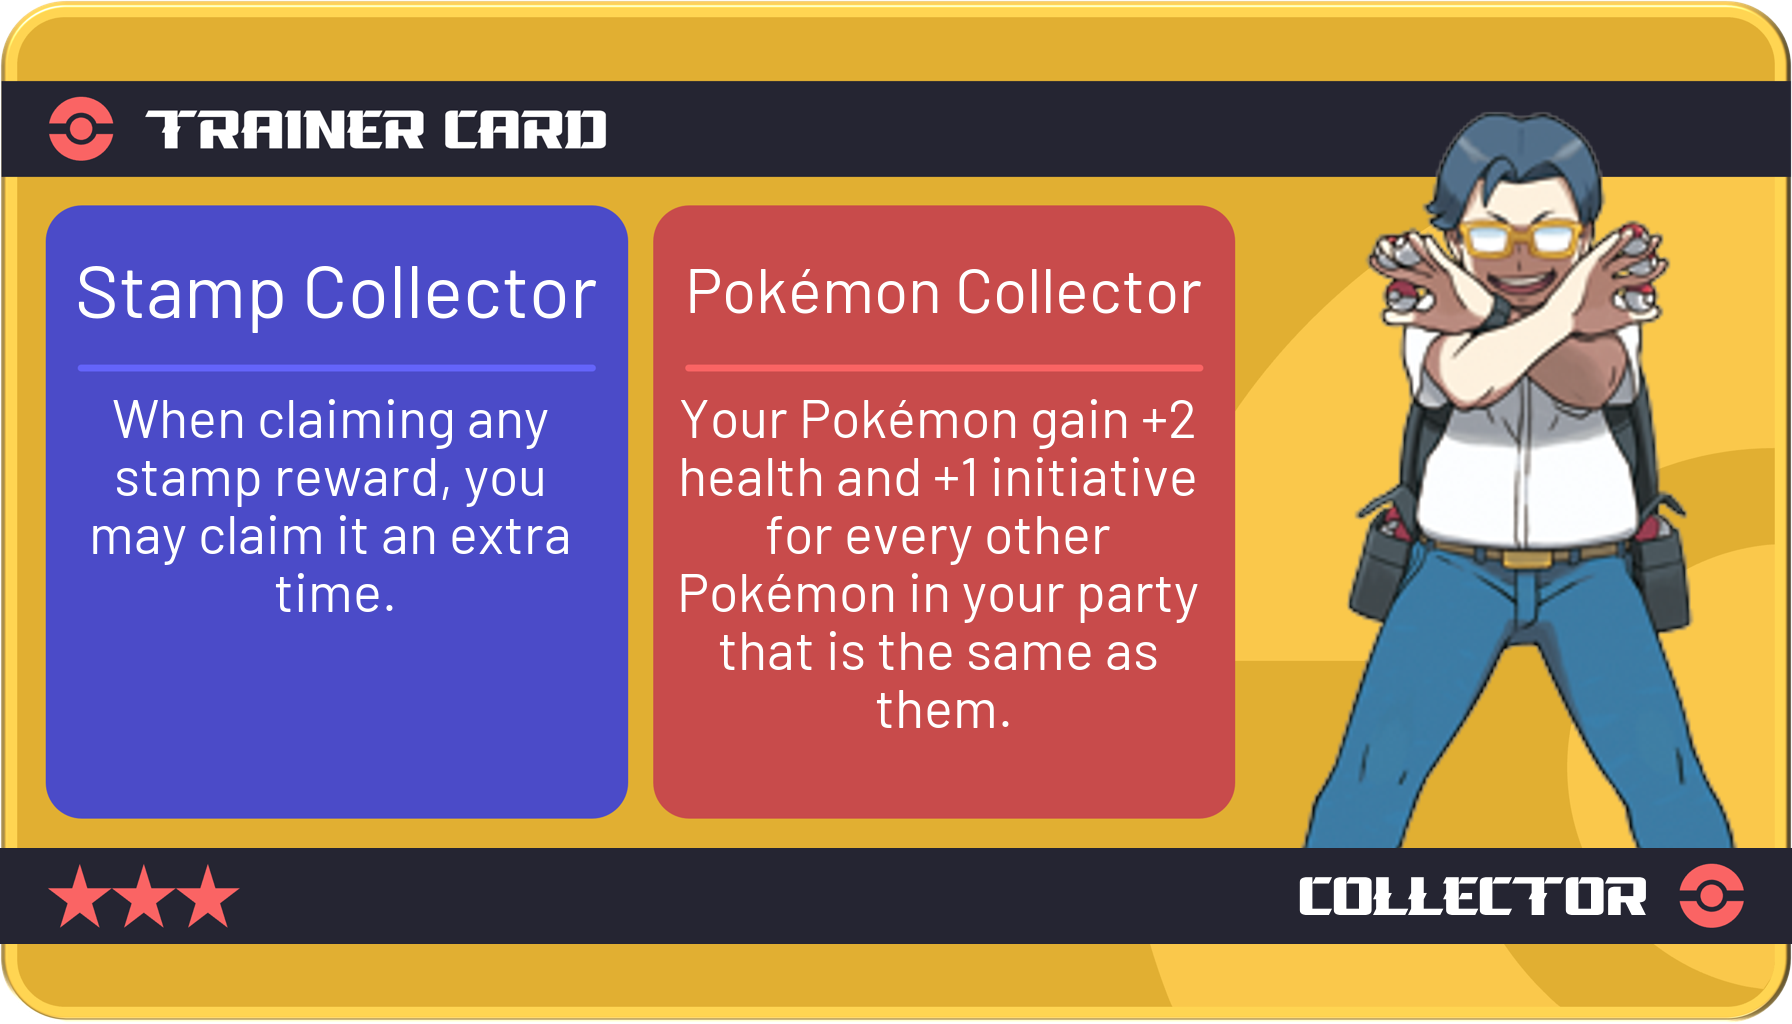 TRAINER CARD
Stamp Collector
When claiming any
stamp reward, you
may claim it an extra
time.
Pokémon Collector
Your Pokémon gain +2
health and +1 initiative
for every other
Pokémon in your party
that is the same as
them.
COLLECTOR